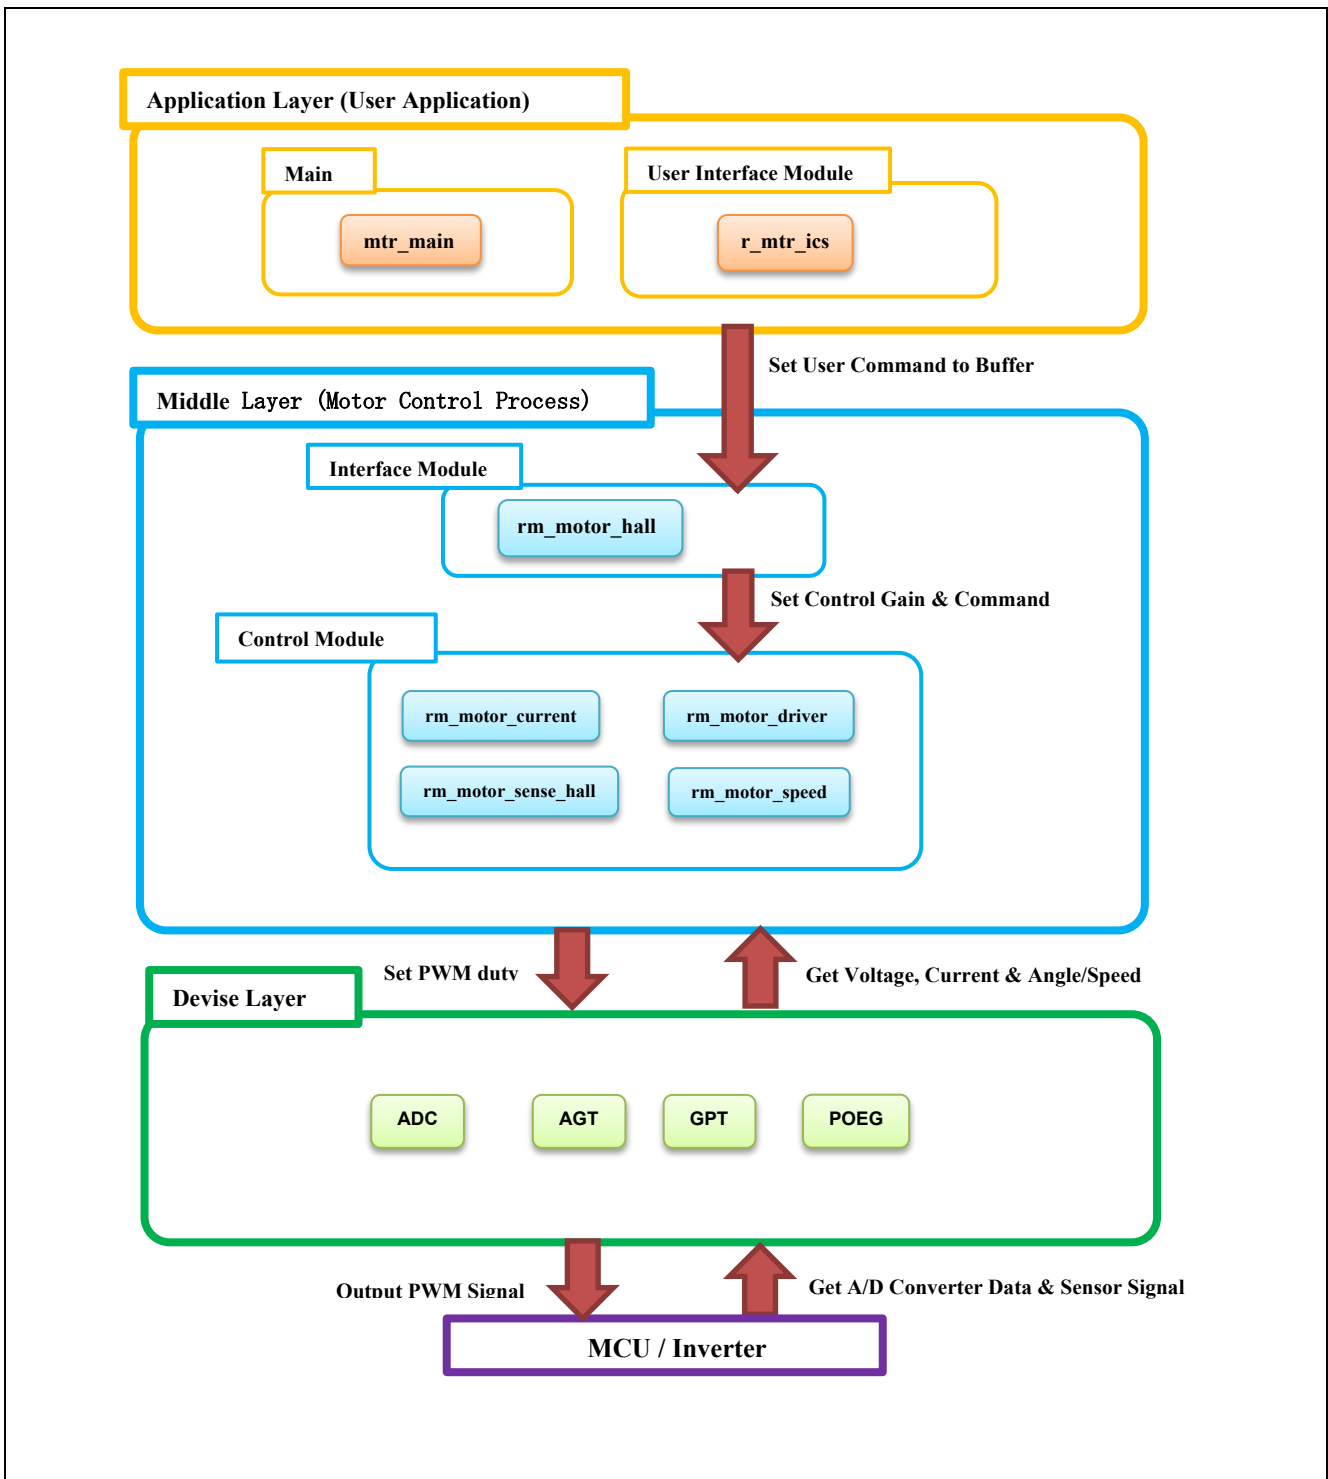 Application Layer (User Application)
Main
User Interface Module
mtr_main
r_mtr_ics
Set User Command to Buffer
Middle Layer (Motor Control Process)
Interface Module
rm_motor_hall
Set Control Gain & Command
Control Module
rm_motor_current
rm_motor_driver
rm_motor_sense_hall
rm_motor_speed
Set PWM duty
Get Voltage, Current & Angle/Speed
Devise Layer
ADC
AGT
GPT
POEG
Output PWM Signal
Get A/D Converter Data & Sensor Signal
MCU / Inverter